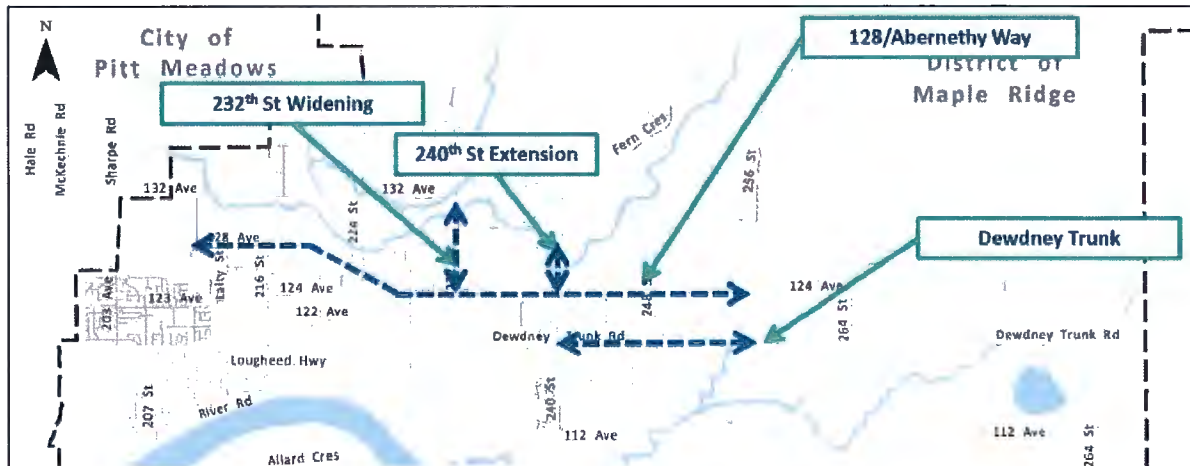 N
City of
Pitt Meadows
128/Abernethy Way
District of
Maple Ridge
232th St Widening
240th St Extension
Fern Cres
Hale Rd
McKechnie Rd
Sharpe Rd
132 Ave
132 Ave
256 St
224 St
Dewdney Trunk
128 Ave
Laity St
216 St
203 Ave
123 Ave
124 Ave
122 Ave
248 St
124 Ave
264 St
Dewdney Trunk Rd
Dewdney Trunk Rd
Lougheed Hwy
207 St
River Rd
240 St
112 Ave
112 Ave
264 St
Allard Cres